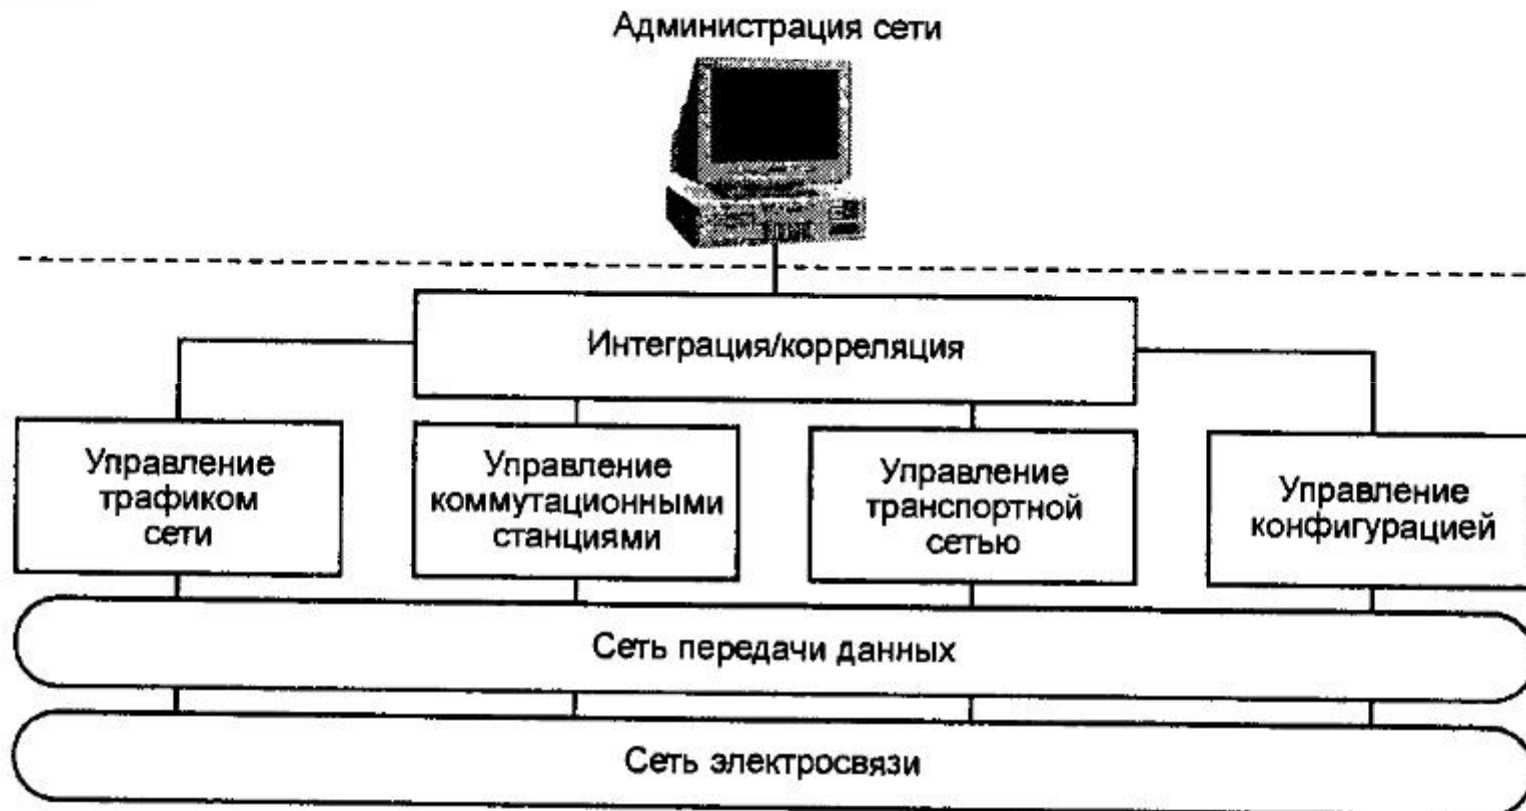 Администрация сети
Интеграция/корреляция
Управление
трафиком
сети
Управление
коммутационными
станциями
Управление
транспортной
сетью
Управление
конфигурацией
Сеть передачи данных
Сеть электросвязи